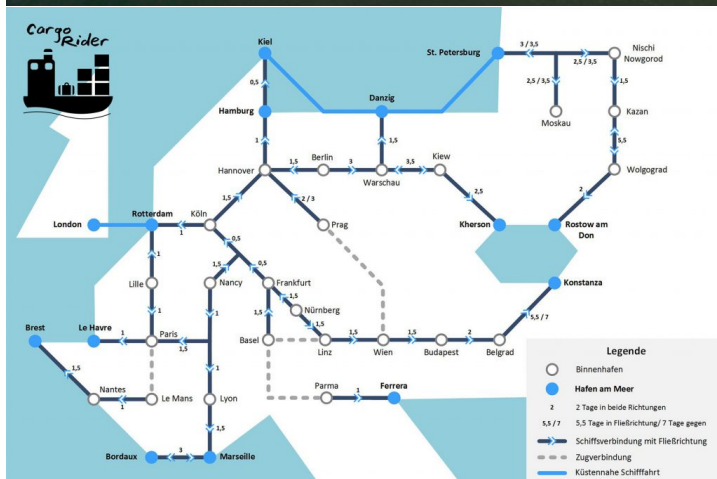 Cargo
Rider
Kiel
St. Petersburg
3 / 3,5
2,5 / 3,5
Nischi
Nowgorod
0,5
2,5 / 3,5
1,5
Hamburg
Danzig
Moskau
Kazan
1
1,5
5,5
Hannover
1,5
Berlin
3
Warschau
3,5
Kiew
Wolgograd
1,5
2 / 3
2,5
2
London
Rotterdam
Köln
1
Prag
Kherson
Rostow am
Don
0,5
1
1,5
0,5
Lille
Nancy
Frankfurt
1,5
Konstanza
1
1
1,5
Nürnberg
1,5
5,5 / 7
Brest
Le Havre
1
Paris
1,5
Basel
Linz
1,5
Wien
1,5
Budapest
2
Belgrad
1,5
Nantes
1
Le Mans
1
Lyon
Parma
1
Ferrera
1,5
Bordaux
3
Marseille
Legende
Binnenhafen
Hafen am Meer
2
2 Tage in beide Richtungen
5,5 / 7
5,5 Tage in Fließrichtung/ 7 Tage gegen
Schiffsverbindung mit Fließrichtung
Zugverbindung
Küstennahe Schifffahrt